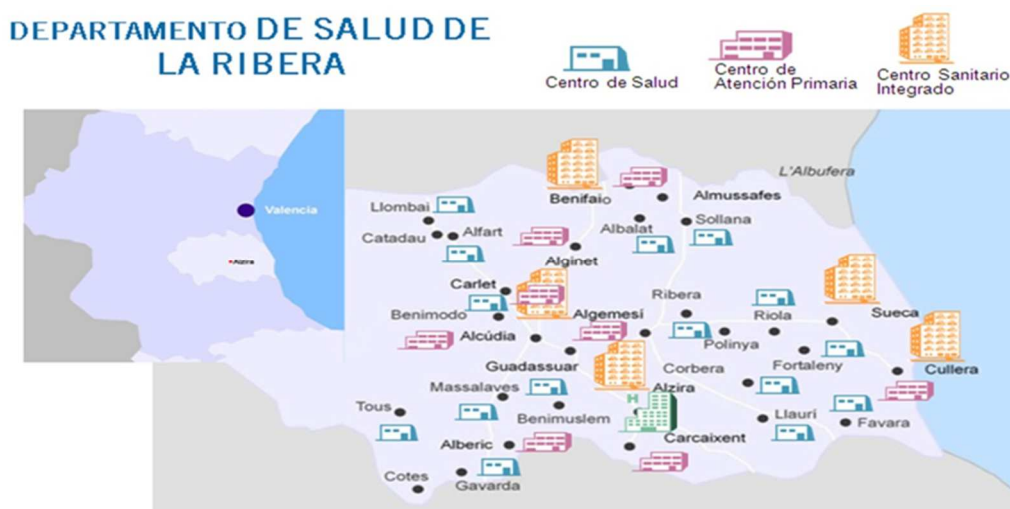 DEPARTAMENTO DE SALUD DE
LA RIBERA
Centro de Salud
Centro de
Atención Primaria
Centro Sanitario
Integrado
Valencia
Alzira
L'Albufera
Benifaio
Almussafes
Llombai
Albalat
Sollana
Catadau
Alfart
Alginet
Carlet
Ribera
Sueca
Benimodo
Algemesí
Riola
Alcúdia
Polinya
Guadassuar
Corbera
Fortaleny
Cullera
Massalaves
Alzira
H
Tous
Benimuslem
Llaurí
Favara
Alberic
Carcaixent
Cotes
Gavarda